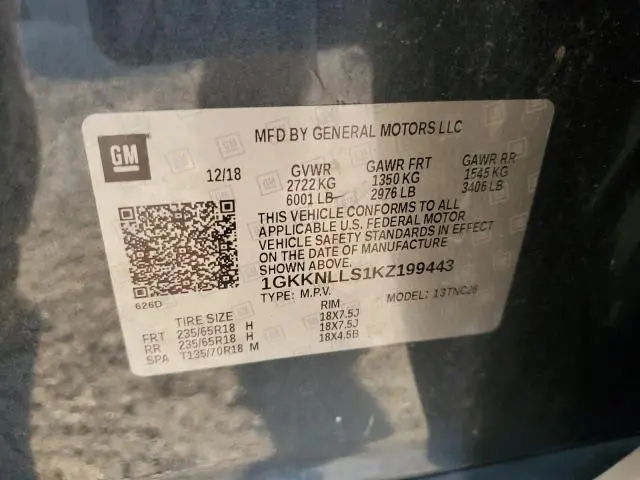 GM
MFD BY GENERAL MOTORS LLC
12/18 GVWR GAWR FRT GAWR RR
2722 KG 1350 KG 1545 KG
6001 LB 2976 LB 3406 LB
THIS VEHICLE CONFORMS TO ALL
APPLICABLE U.S. FEDERAL MOTOR
VEHICLE SAFETY STANDARDS IN EFFECT
ON THE DATE OF MANUFACTURE
SHOWN ABOVE.
1GKKNLLS1KZ199443
626D TYPE: M.P.V. MODEL: 13TNC26
TIRE SIZE RIM
FRT 235/65R18 H 18X7.5J
RR 235/65R18 H 18X7.5J
SPA T135/70R18 M 18X4.5B